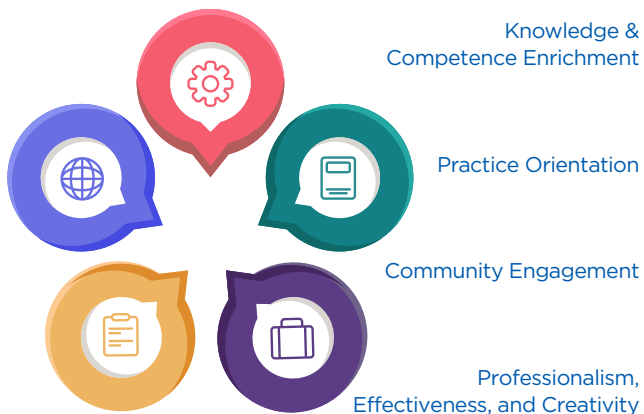 Knowledge &
Competence Enrichment
Practice Orientation
Community Engagement
Professionalism,
Effectiveness, and Creativity